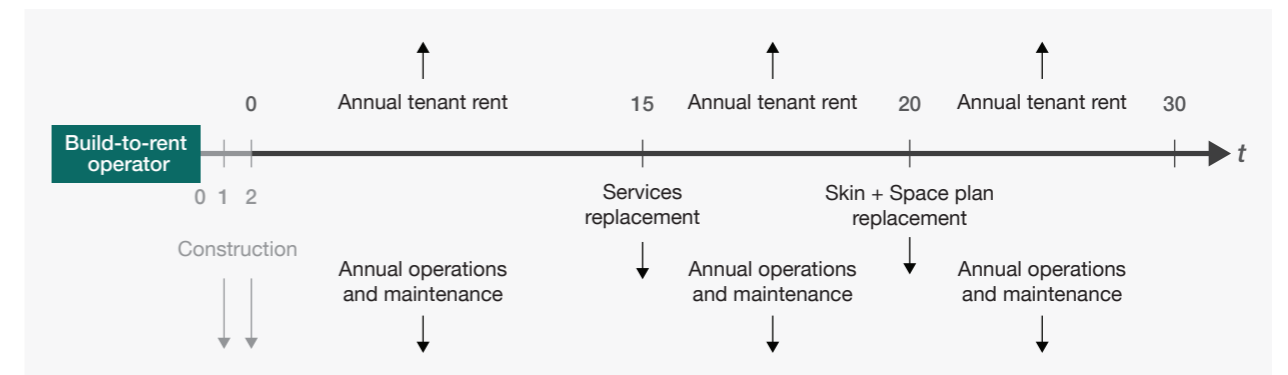 0 Annual tenant rent 15 Annual tenant rent 20 Annual tenant rent 30
Build-to-rent
operator
t
0 1 2
Services
replacement
Skin + Space plan
replacement
Construction
Annual operations
and maintenance
Annual operations
and maintenance
Annual operations
and maintenance